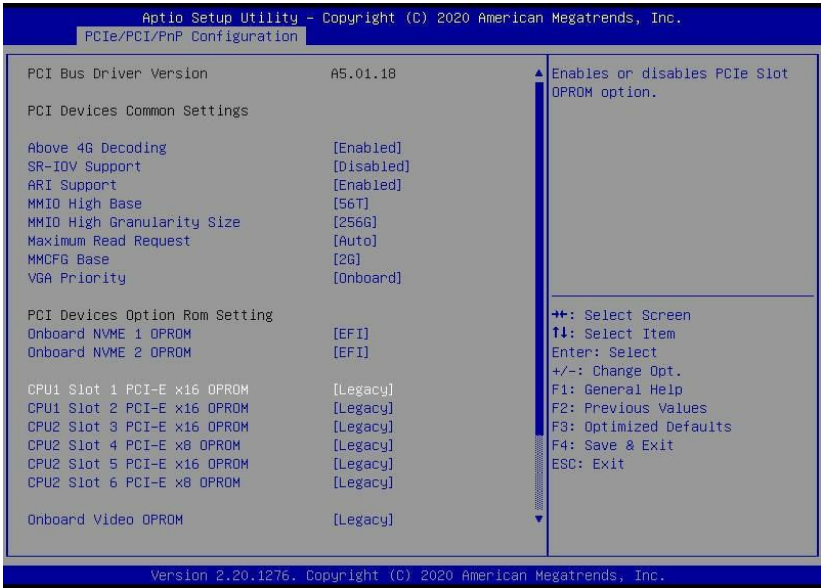 Aptio Setup Utility – Copyright (C) 2020 American Megatrends, Inc.
PCIe/PCI/PnP Configuration
PCI Bus Driver Version A5.01.18
PCI Devices Common Settings
Above 4G Decoding [Enabled]
SR-IOV Support [Disabled]
ARI Support [Enabled]
MMIO High Base [56T]
MMIO High Granularity Size [256G]
Maximum Read Request [Auto]
MMCFG Base [2G]
VGA Priority [Onboard]
PCI Devices Option Rom Setting
Onboard NVME 1 OPROM [EFI]
Onboard NVME 2 OPROM [EFI]
CPU1 Slot 1 PCI-E x16 OPROM [Legacy]
CPU1 Slot 2 PCI-E x16 OPROM [Legacy]
CPU2 Slot 3 PCI-E x16 OPROM [Legacy]
CPU2 Slot 4 PCI-E x8 OPROM [Legacy]
CPU2 Slot 5 PCI-E x16 OPROM [Legacy]
CPU2 Slot 6 PCI-E x8 OPROM [Legacy]
Onboard Video OPROM [Legacy]
Enables or disables PCIe Slot
OPROM option.
→←: Select Screen
↑↓: Select Item
Enter: Select
+/-: Change Opt.
F1: General Help
F2: Previous Values
F3: Optimized Defaults
F4: Save & Exit
ESC: Exit
Version 2.20.1276. Copyright (C) 2020 American Megatrends, Inc.